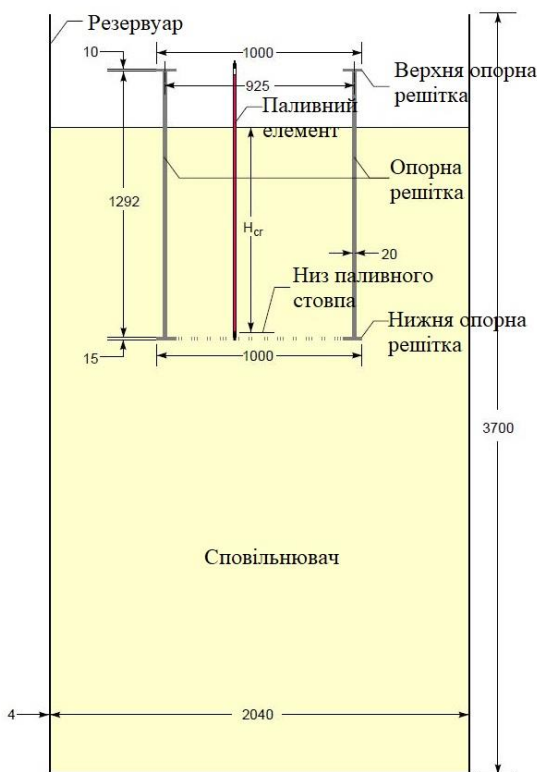 Резервуар
10
1000
Верхня опорна
решітка
925
Паливний
елемент
Опорна
решітка
1292
Hcr
20
Низ паливного
стовпа
Нижня опорна
решітка
15
1000
3700
Сповільнювач
4
2040